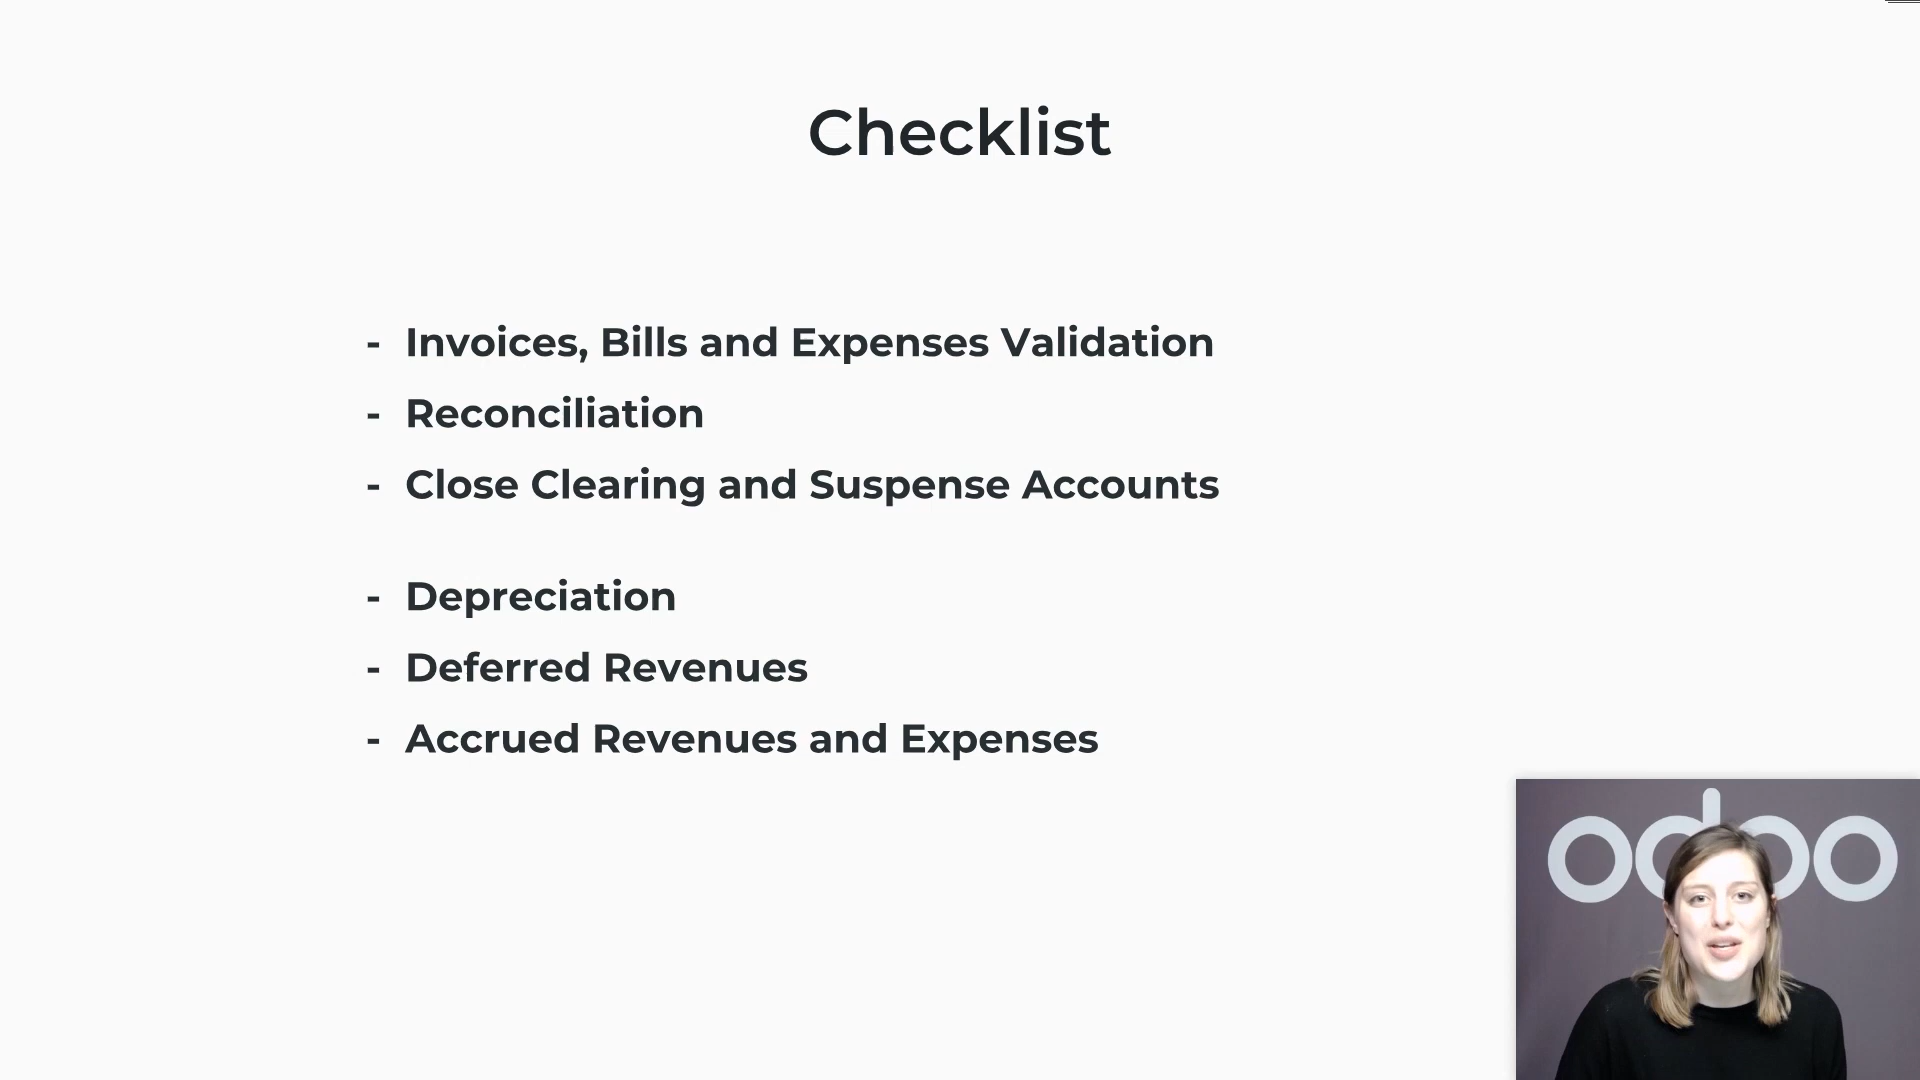 Checklist
- Invoices, Bills and Expenses Validation
- Reconciliation
- Close Clearing and Suspense Accounts
- Depreciation
- Deferred Revenues
- Accrued Revenues and Expenses
odoo